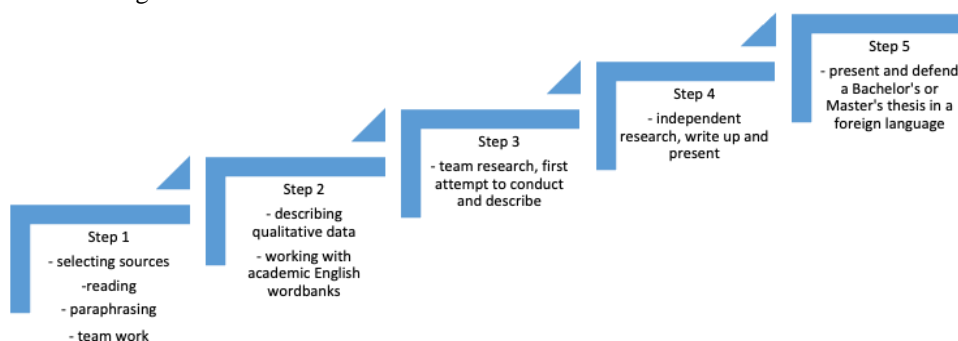 Step 1
- selecting sources
-reading
- paraphrasing
- team work
Step 2
- describing
qualitative data
- working with
academic English
wordbanks
Step 3
- team research, first
attempt to conduct
and describe
Step 4
- independent
research, write up and
present
Step 5
- present and defend
a Bachelor's or
Master's thesis in a
foreign language